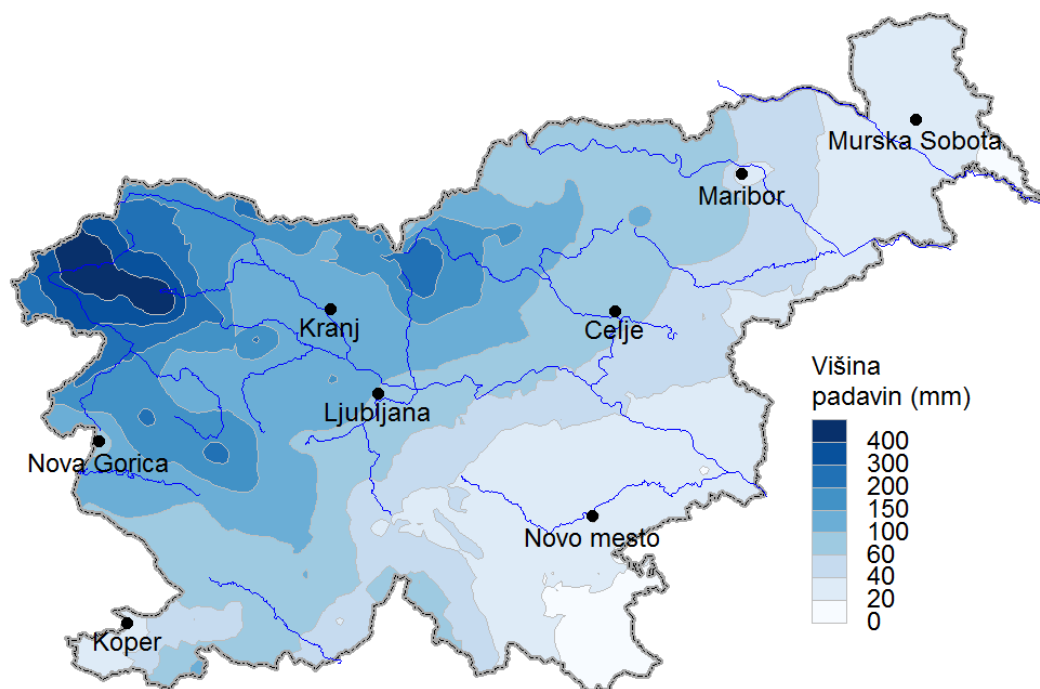 Murska Sobota
Maribor
Kranj
Celje
Ljubljana
Nova Gorica
Novo mesto
Koper
Višina
padavin (mm)
400
300
200
150
100
60
40
20
0